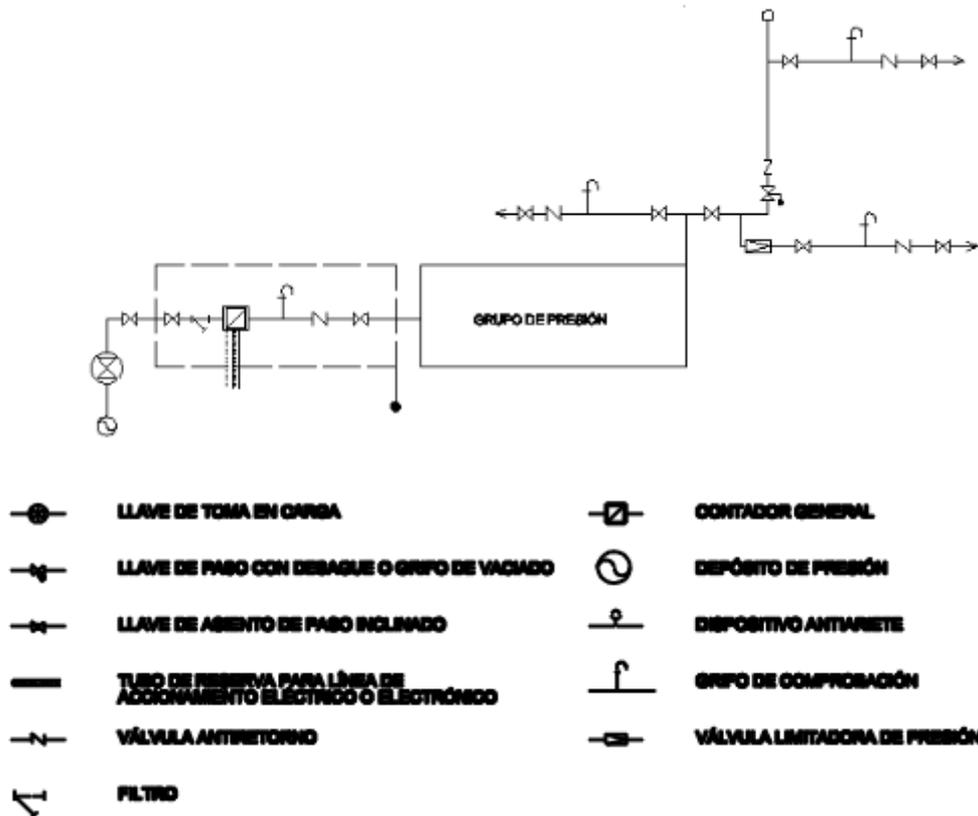 GRUPO DE PRESIÓN
LLAVE DE TOMA EN CARGA
LLAVE DE PASO CON DESAGUE O GRIFO DE VACIADO
LLAVE DE ASIENTO DE PASO INCLINADO
TUBO DE RESERVA PARA LÍNEA DE
ACCIONAMIENTO ELÉCTRICO O ELECTRÓNICO
VÁLVULA ANTIRETORNO
FILTRO
CONTADOR GENERAL
DEPÓSITO DE PRESIÓN
DISPOSITIVO ANTIARIETE
GRIFO DE COMPROBACIÓN
VÁLVULA LIMITADORA DE PRESIÓN